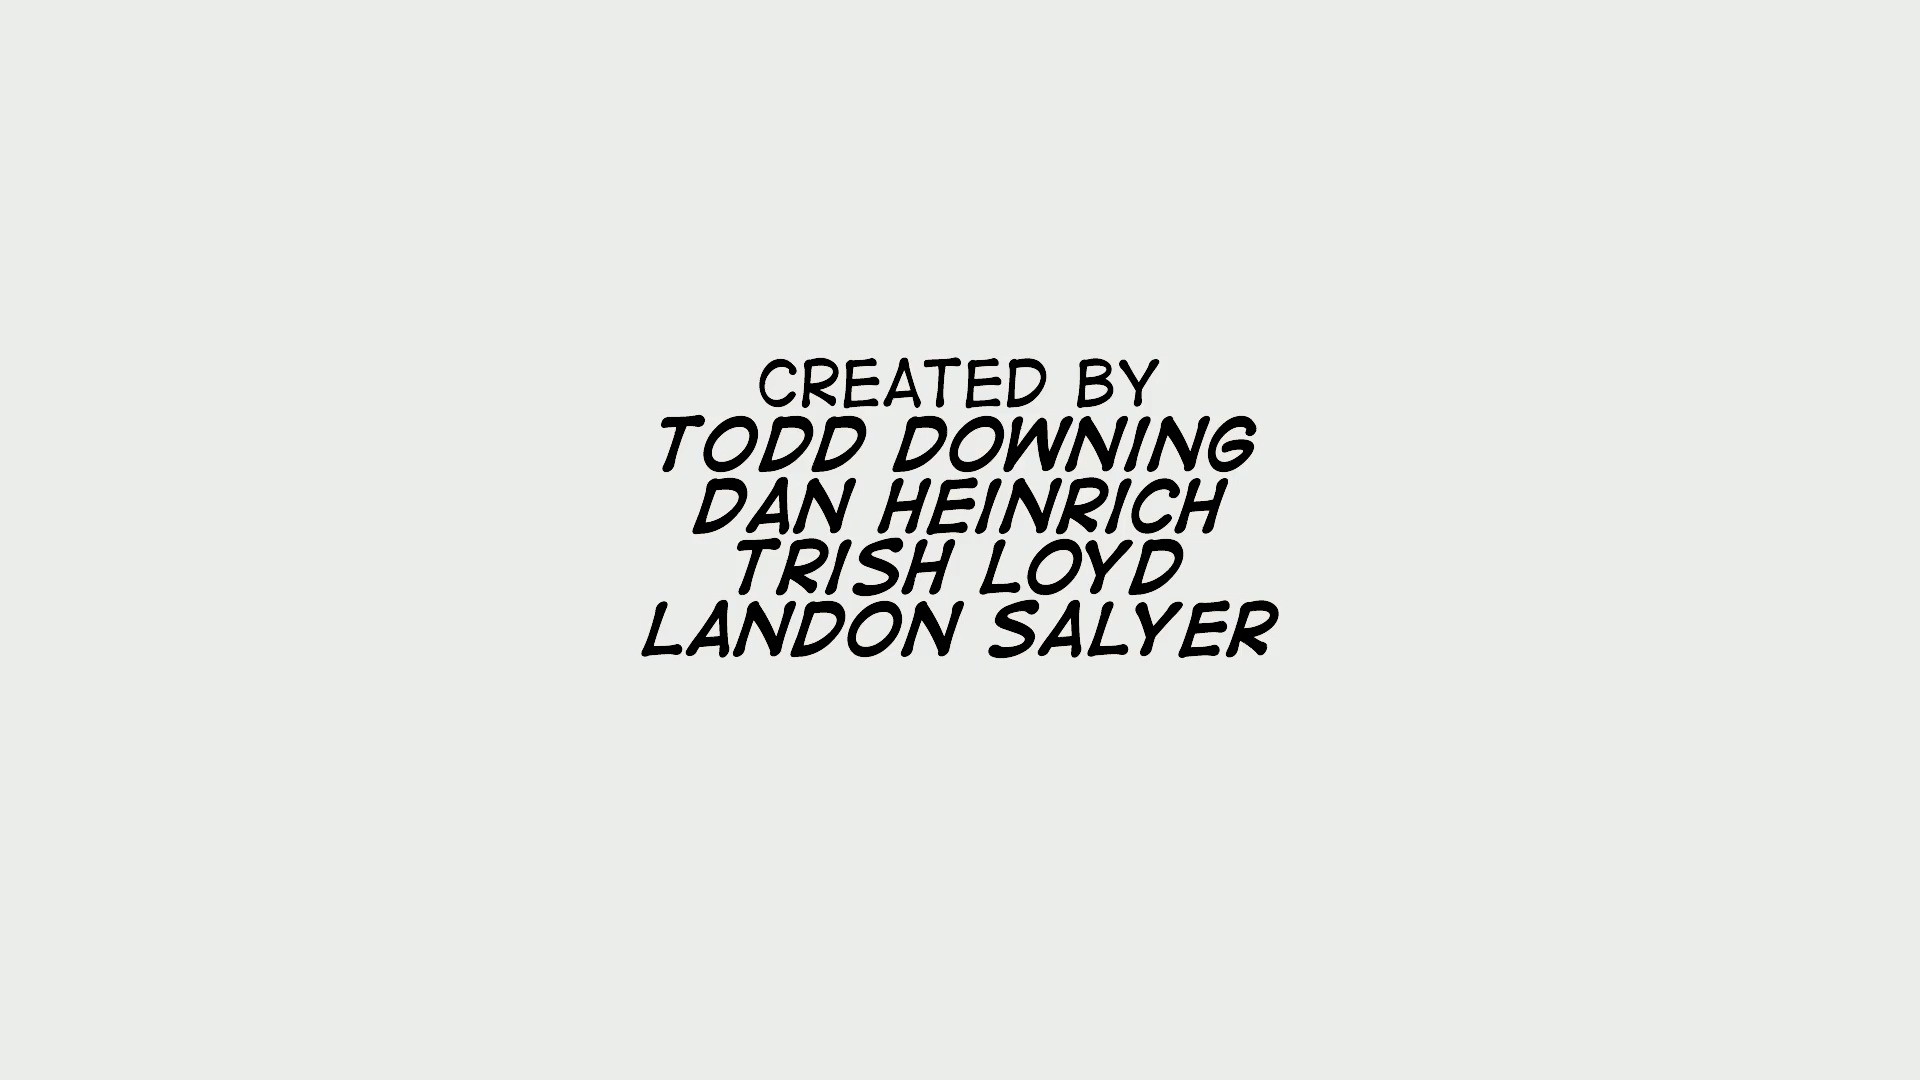 CREATED BY
TODD DOWNING
DAN HEINRICH
TRISH LOYD
LANDON SALYER